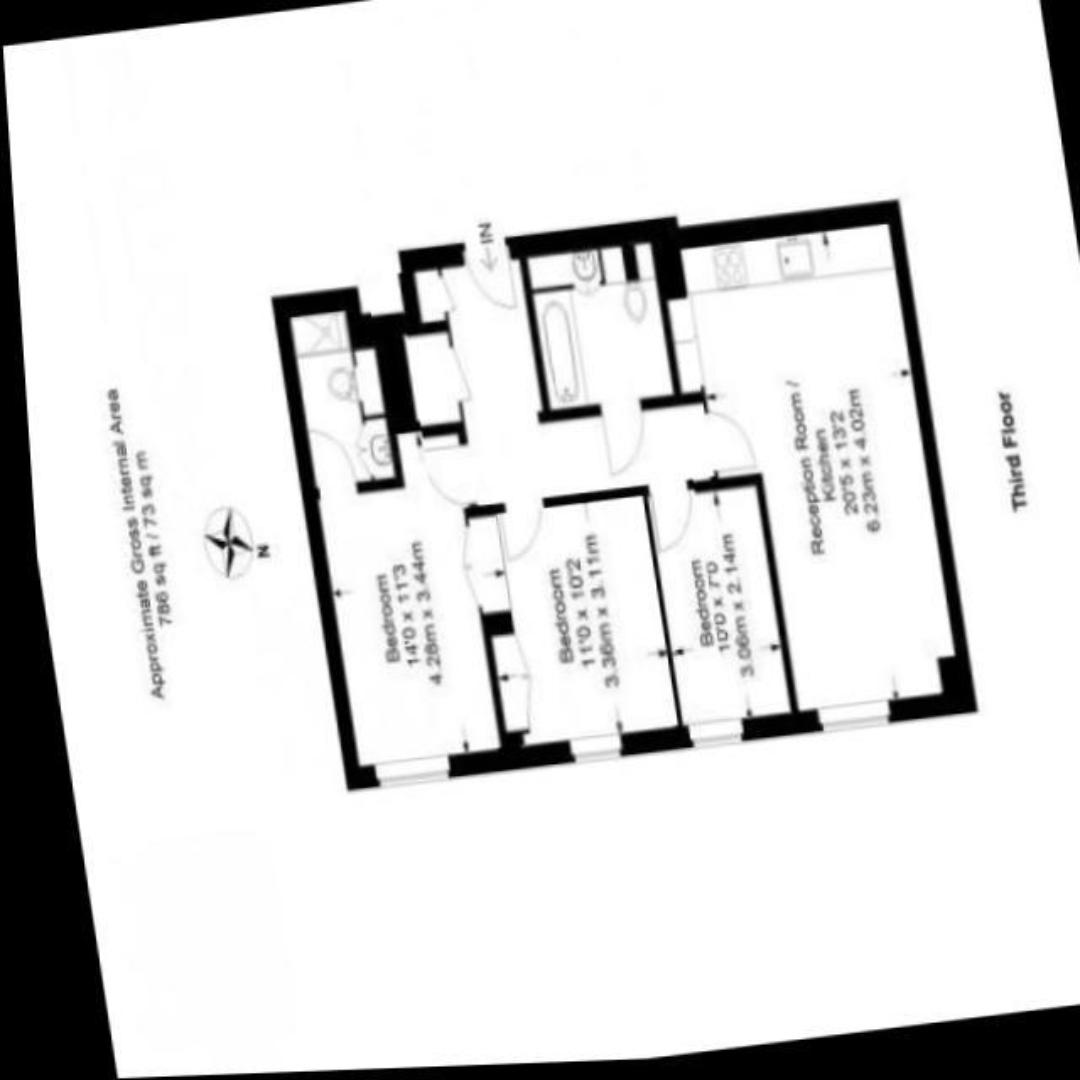 Approximate Gross Internal Area
786 sq ft / 73 sq m
N
IN
Bedroom
14'0 x 11'3
4.28m x 3.44m
Bedroom
11'0 x 10'2
3.36m x 3.11m
Bedroom
10'0 x 7'0
3.06m x 2.14m
Reception Room /
Kitchen
20'5 x 13'2
6.23m x 4.02m
Third Floor